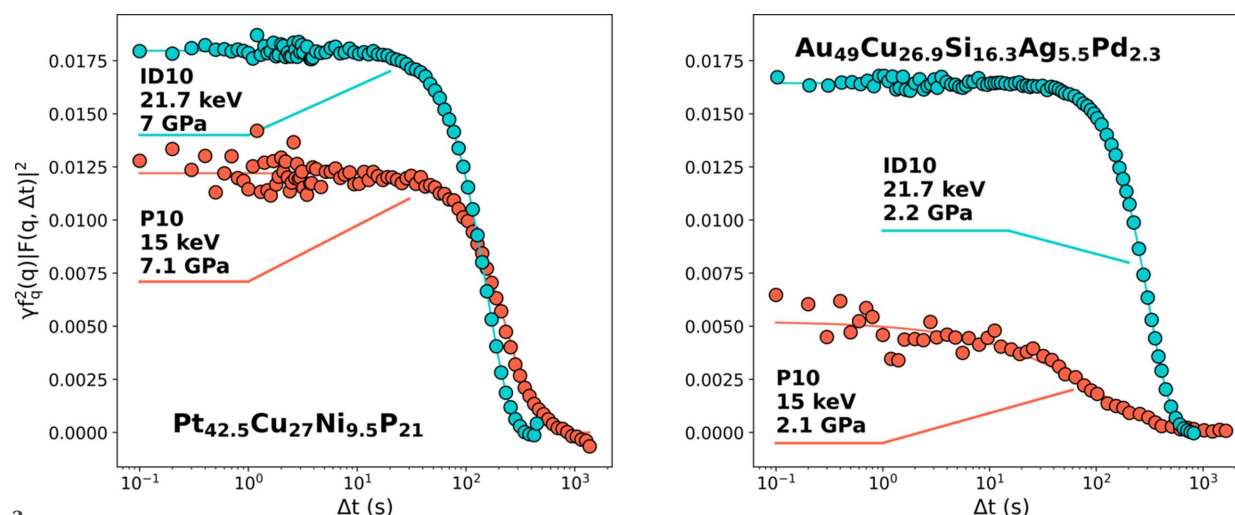 γf²q(q)|F(q, Δt)|²
0.0175
0.0150
0.0125
0.0100
0.0075
0.0050
0.0025
0.0000
ID10
21.7 keV
7 GPa
P10
15 keV
7.1 GPa
Pt42.5Cu27Ni9.5P21
10⁻¹ 10⁰ 10¹ 10² 10³
Δt (s)
Au49Cu26.9Si16.3Ag5.5Pd2.3
0.0175
0.0150
0.0125
0.0100
0.0075
0.0050
0.0025
0.0000
ID10
21.7 keV
2.2 GPa
P10
15 keV
2.1 GPa
10⁻¹ 10⁰ 10¹ 10² 10³
Δt (s)